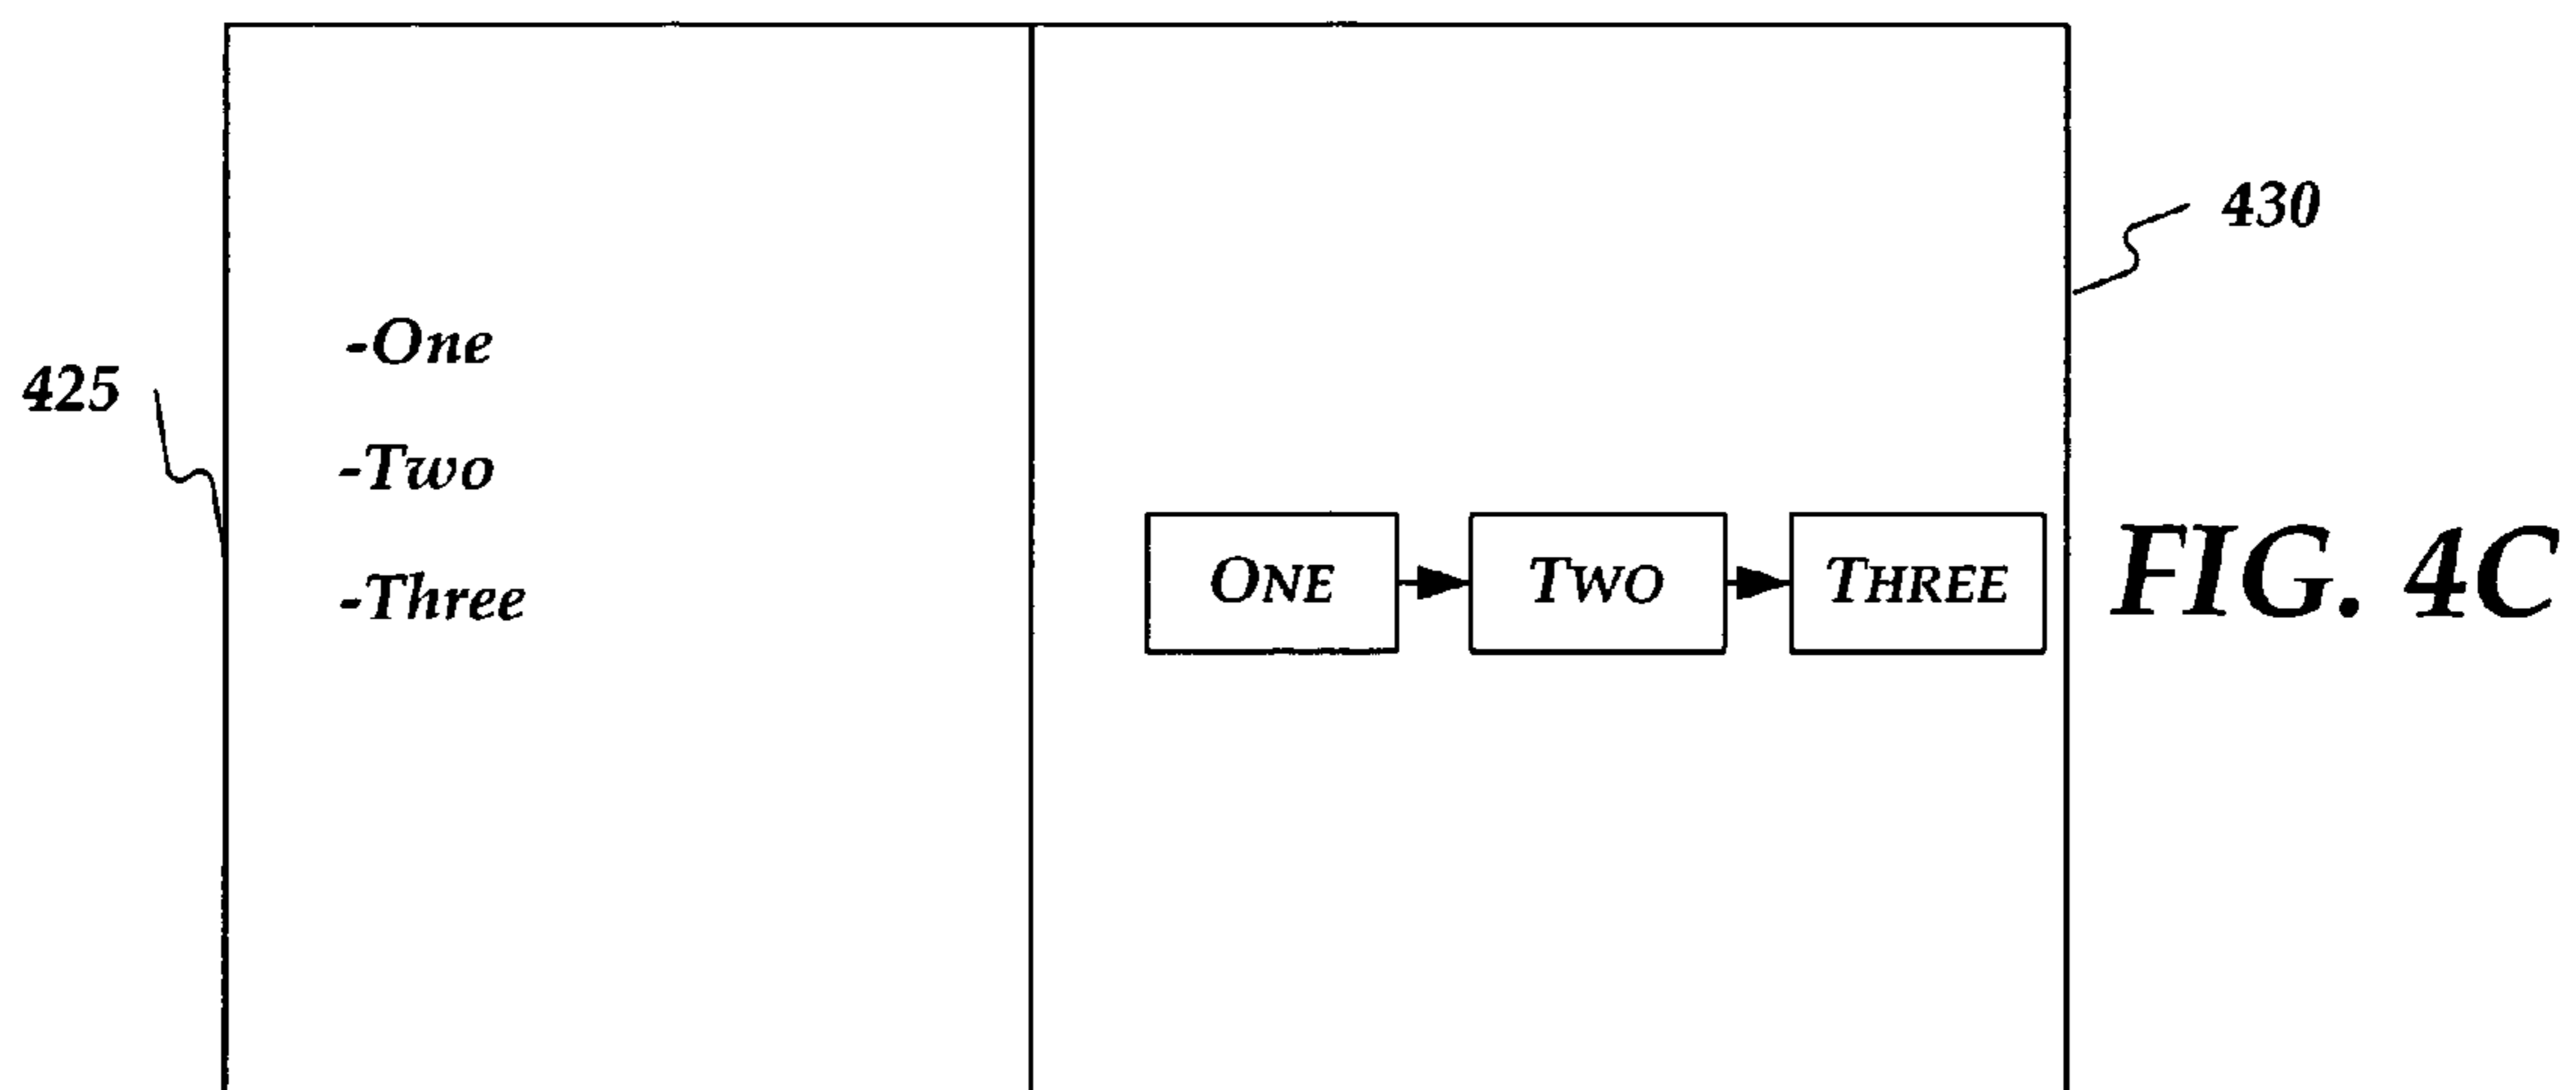 430
-One
425
-Two
-Three
ONE TWO THREE
FIG. 4C